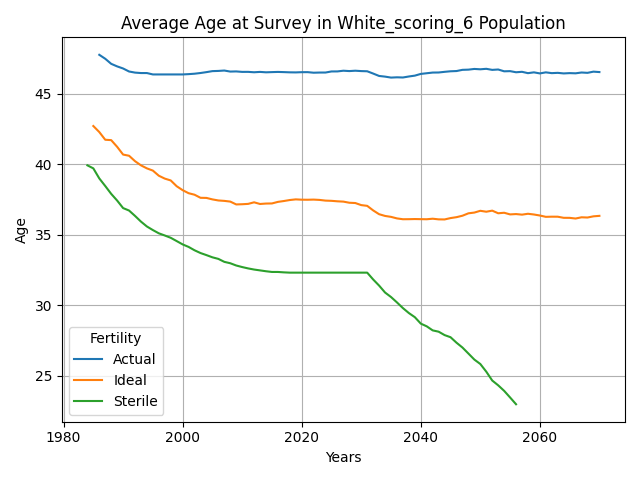 Average Age at Survey in White_scoring_6 Population
Age
45
40
35
30
25
Fertility
Actual
Ideal
Sterile
1980
2000
2020
2040
2060
Years